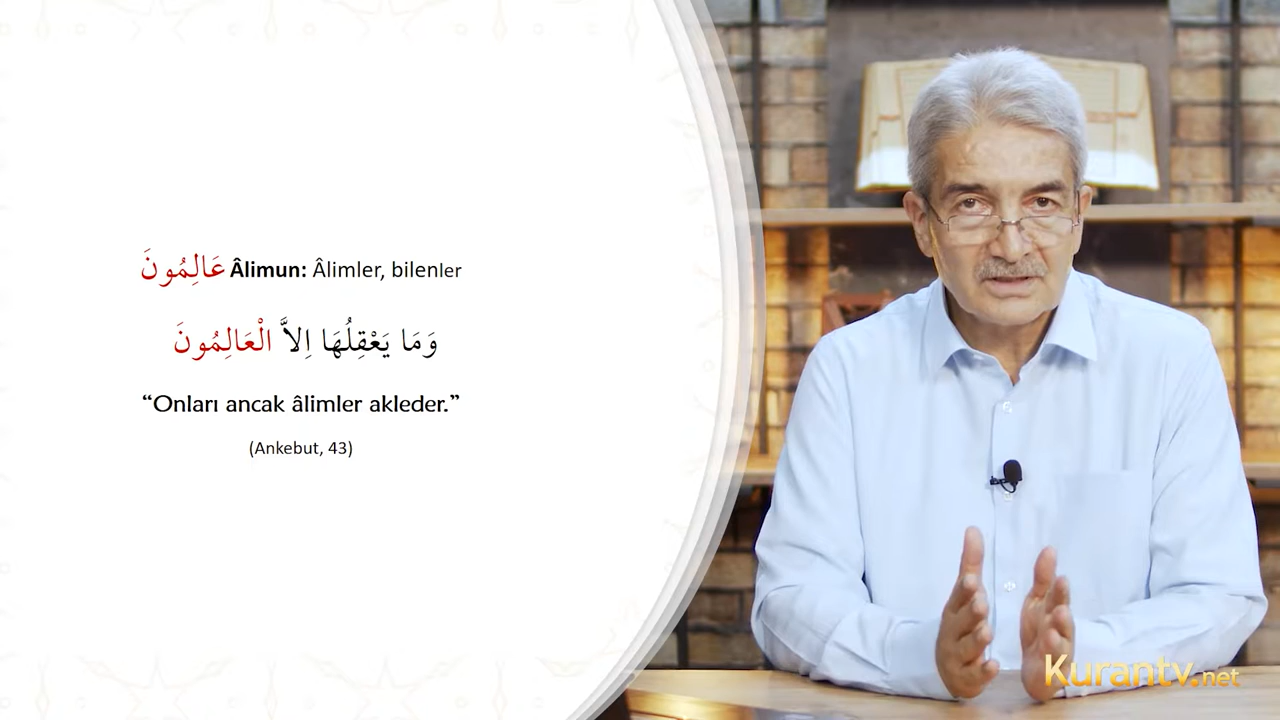 عَالِمُونَ Âlimun: Âlimler, bilenler
وَمَا يَعْقِلُهَا اِلاَّ الْعَالِمُونَ
“Onları ancak âlimler akleder.”
(Ankebut, 43)
Kurantv.net